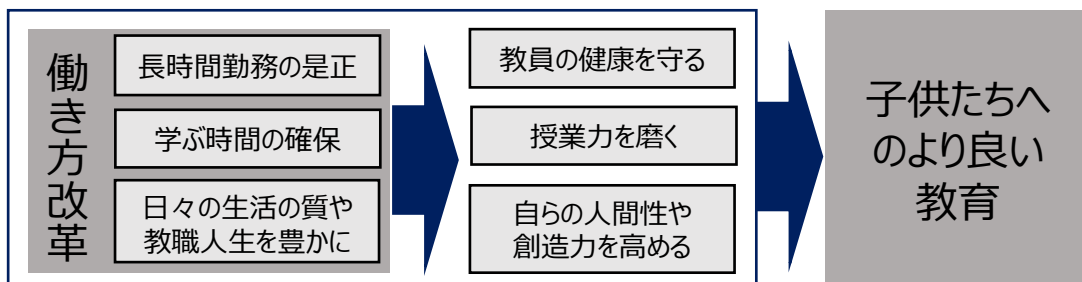 働き方改革
長時間勤務の是正
学ぶ時間の確保
日々の生活の質や
教職人生を豊かに
教員の健康を守る
授業力を磨く
自らの人間性や
創造力を高める
子供たちへ
のより良い
教育